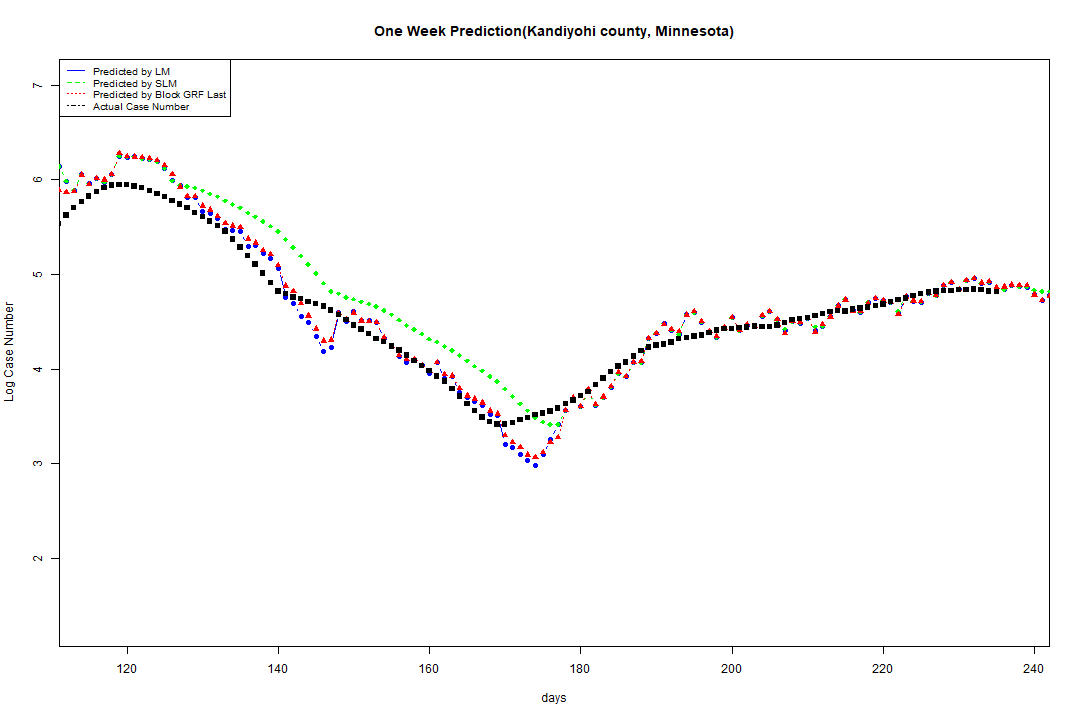 One Week Prediction(Kandiyohi county, Minnesota)
Predicted by LM
Predicted by SLM
Predicted by Block GRF Last
Actual Case Number
7
6
5
4
3
2
Log Case Number
120 140 160 180 200 220 240
days